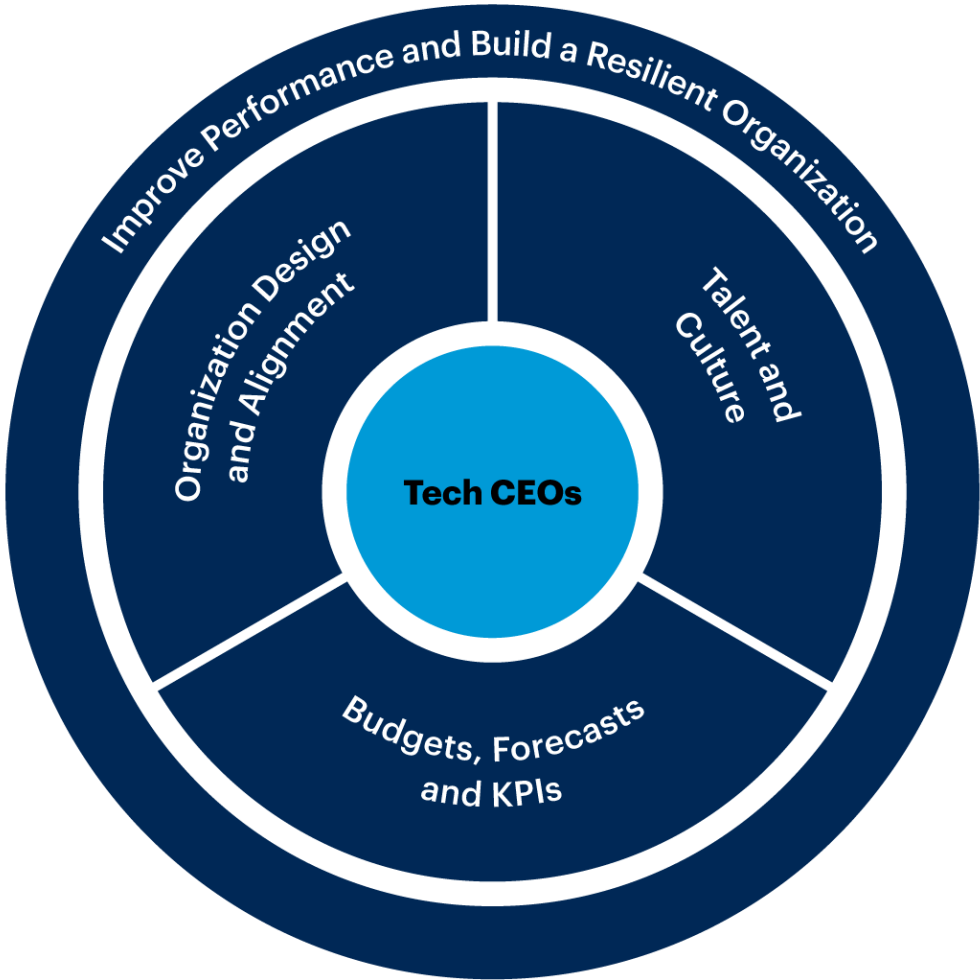 Improve Performance and Build a Resilient Organization
Organization Design
and Alignment
Talent and
Culture
Tech CEOs
Budgets, Forecasts
and KPIs